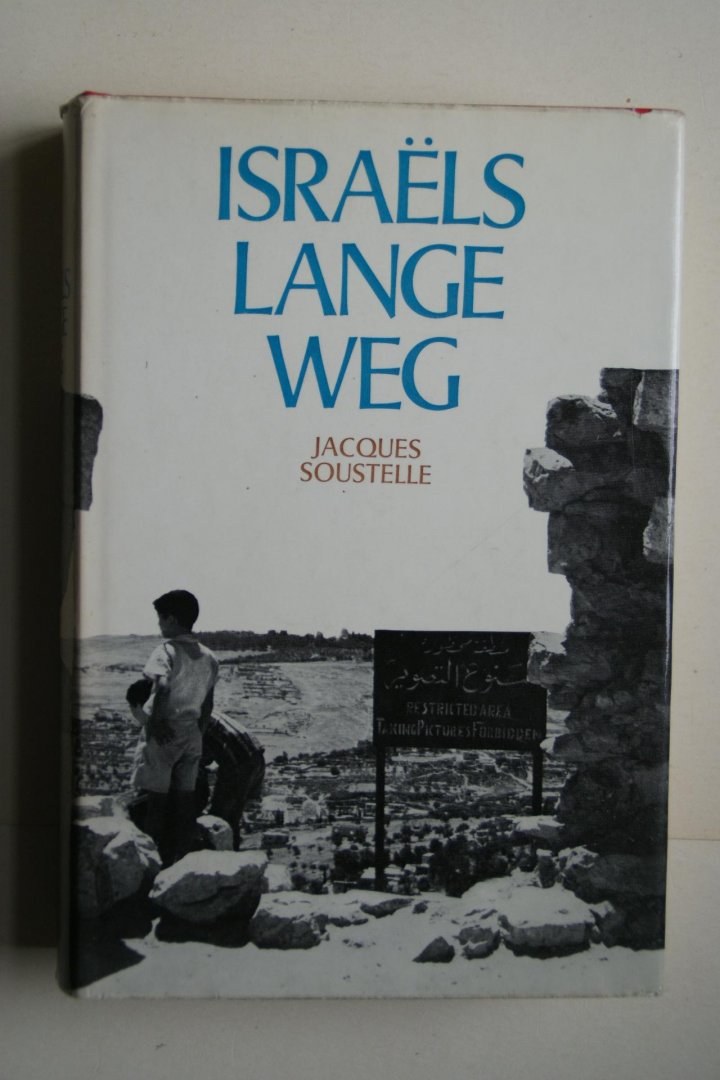 ISRAËLS
LANGE
WEG
JACQUES
SOUSTELLE
ممنوع التصوير
RESTRICTED AREA
TAKING PICTURES FORBIDDEN